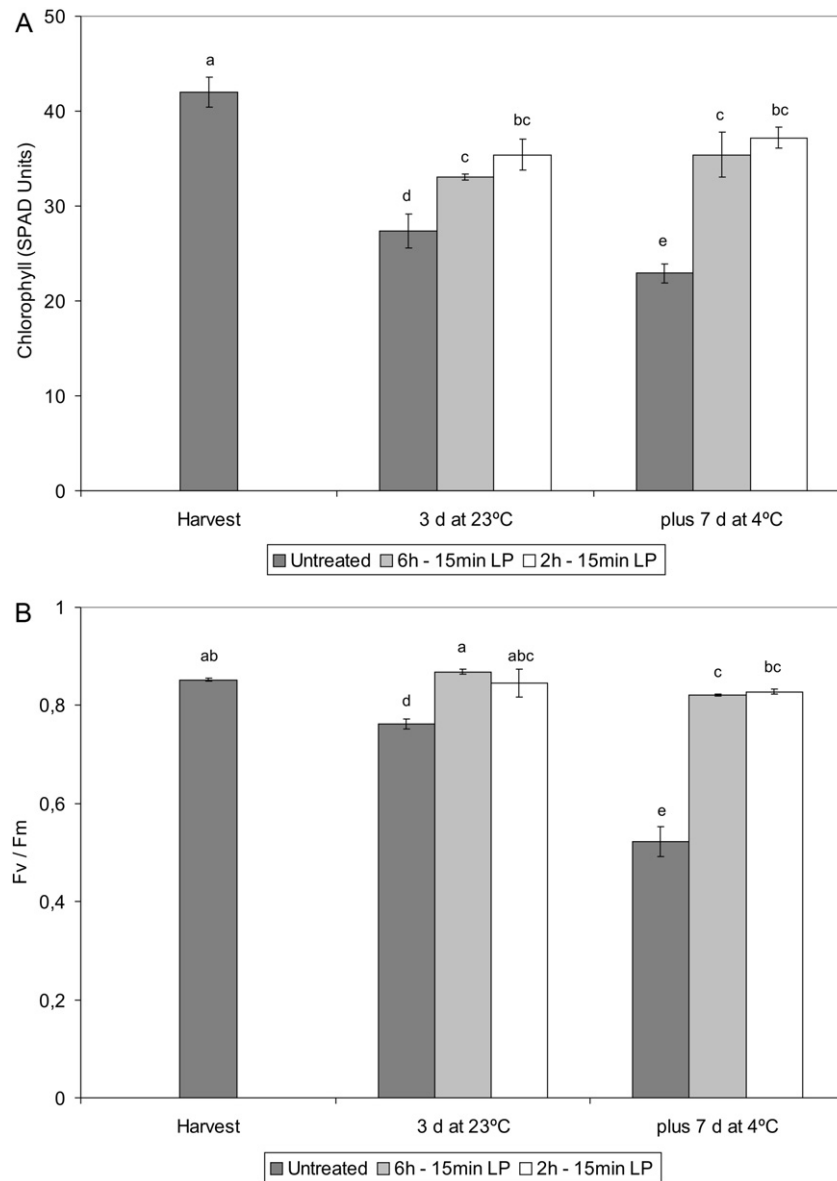 A
50
40
30
20
10
0
Chlorophyll (SPAD Units)
a
d
c
bc
e
c
bc
Harvest
3 d at 23ºC
plus 7 d at 4ºC
Untreated
6h - 15min LP
2h - 15min LP
B
1
0,8
0,6
0,4
0,2
0
Fv / Fm
ab
d
a
abc
e
c
bc
Harvest
3 d at 23ºC
plus 7 d at 4ºC
Untreated
6h - 15min LP
2h - 15min LP